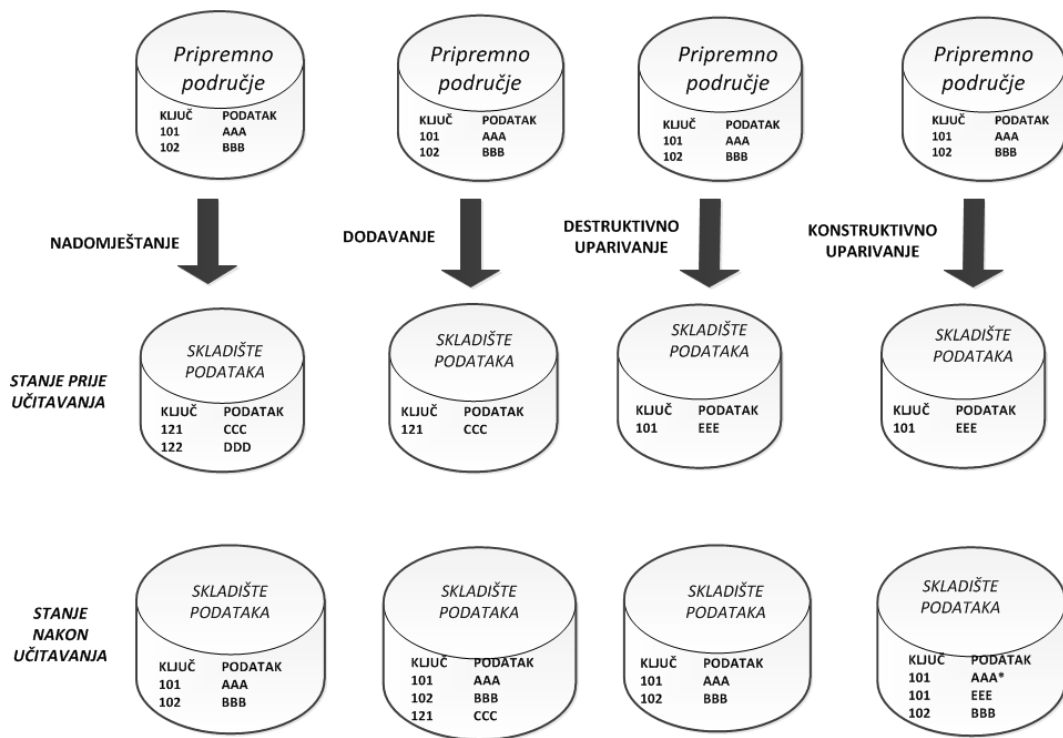 Pripremno
područje
KLJUČ PODATAK
101 AAA
102 BBB
Pripremno
područje
KLJUČ PODATAK
101 AAA
102 BBB
Pripremno
područje
KLJUČ PODATAK
101 AAA
102 BBB
Pripremno
područje
KLJUČ PODATAK
101 AAA
102 BBB
NADOMJEŠTANJE
DODAVANJE
DESTRUKTIVNO
UPARIVANJE
KONSTRUKTIVNO
UPARIVANJE
STANJE PRIJE
UČITAVANJA
SKLADIŠTE
PODATAKA
KLJUČ PODATAK
121 CCC
122 DDD
SKLADIŠTE
PODATAKA
KLJUČ PODATAK
121 CCC
SKLADIŠTE
PODATAKA
KLJUČ PODATAK
101 EEE
SKLADIŠTE
PODATAKA
KLJUČ PODATAK
101 EEE
STANJE
NAKON
UČITAVANJA
SKLADIŠTE
PODATAKA
KLJUČ PODATAK
101 AAA
102 BBB
SKLADIŠTE
PODATAKA
KLJUČ PODATAK
101 AAA
102 BBB
121 CCC
SKLADIŠTE
PODATAKA
KLJUČ PODATAK
101 AAA
102 BBB
SKLADIŠTE
PODATAKA
KLJUČ PODATAK
101 AAA*
101 EEE
102 BBB